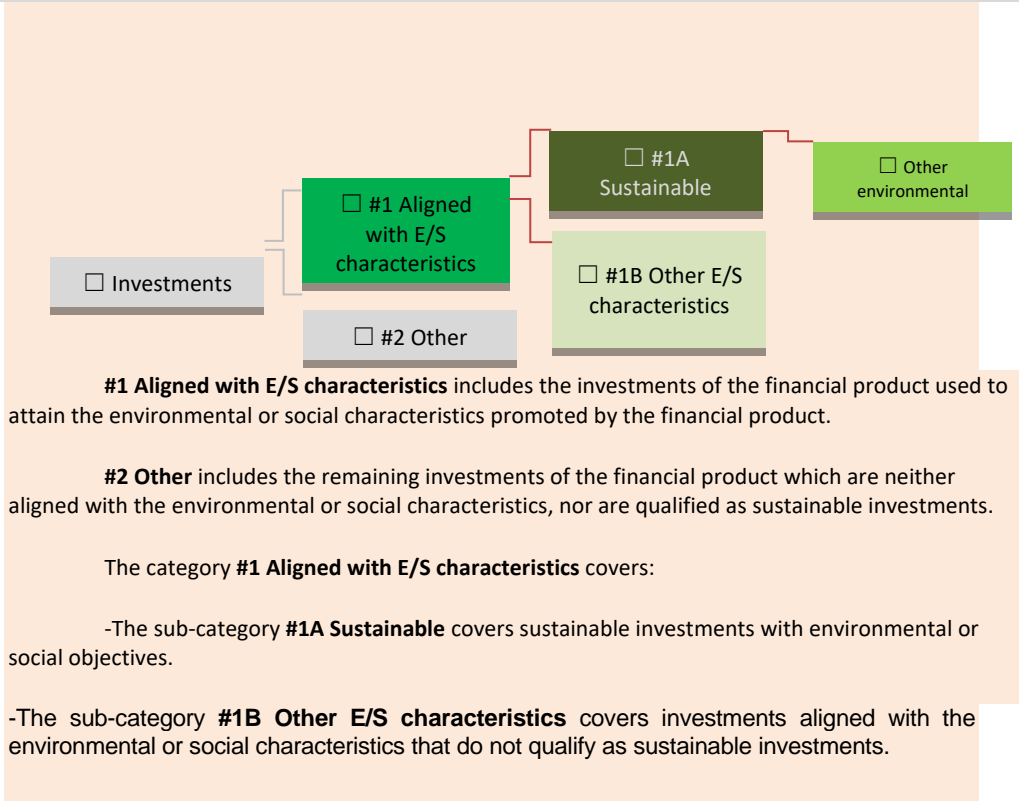 ☐ #1A
Sustainable
☐ Other
environmental
☐ #1 Aligned
with E/S
characteristics
☐ Investments
☐ #1B Other E/S
characteristics
☐ #2 Other
#1 Aligned with E/S characteristics includes the investments of the financial product used to
attain the environmental or social characteristics promoted by the financial product.
#2 Other includes the remaining investments of the financial product which are neither
aligned with the environmental or social characteristics, nor are qualified as sustainable investments.
The category #1 Aligned with E/S characteristics covers:
-The sub-category #1A Sustainable covers sustainable investments with environmental or
social objectives.
-The sub-category #1B Other E/S characteristics covers investments aligned with the
environmental or social characteristics that do not qualify as sustainable investments.